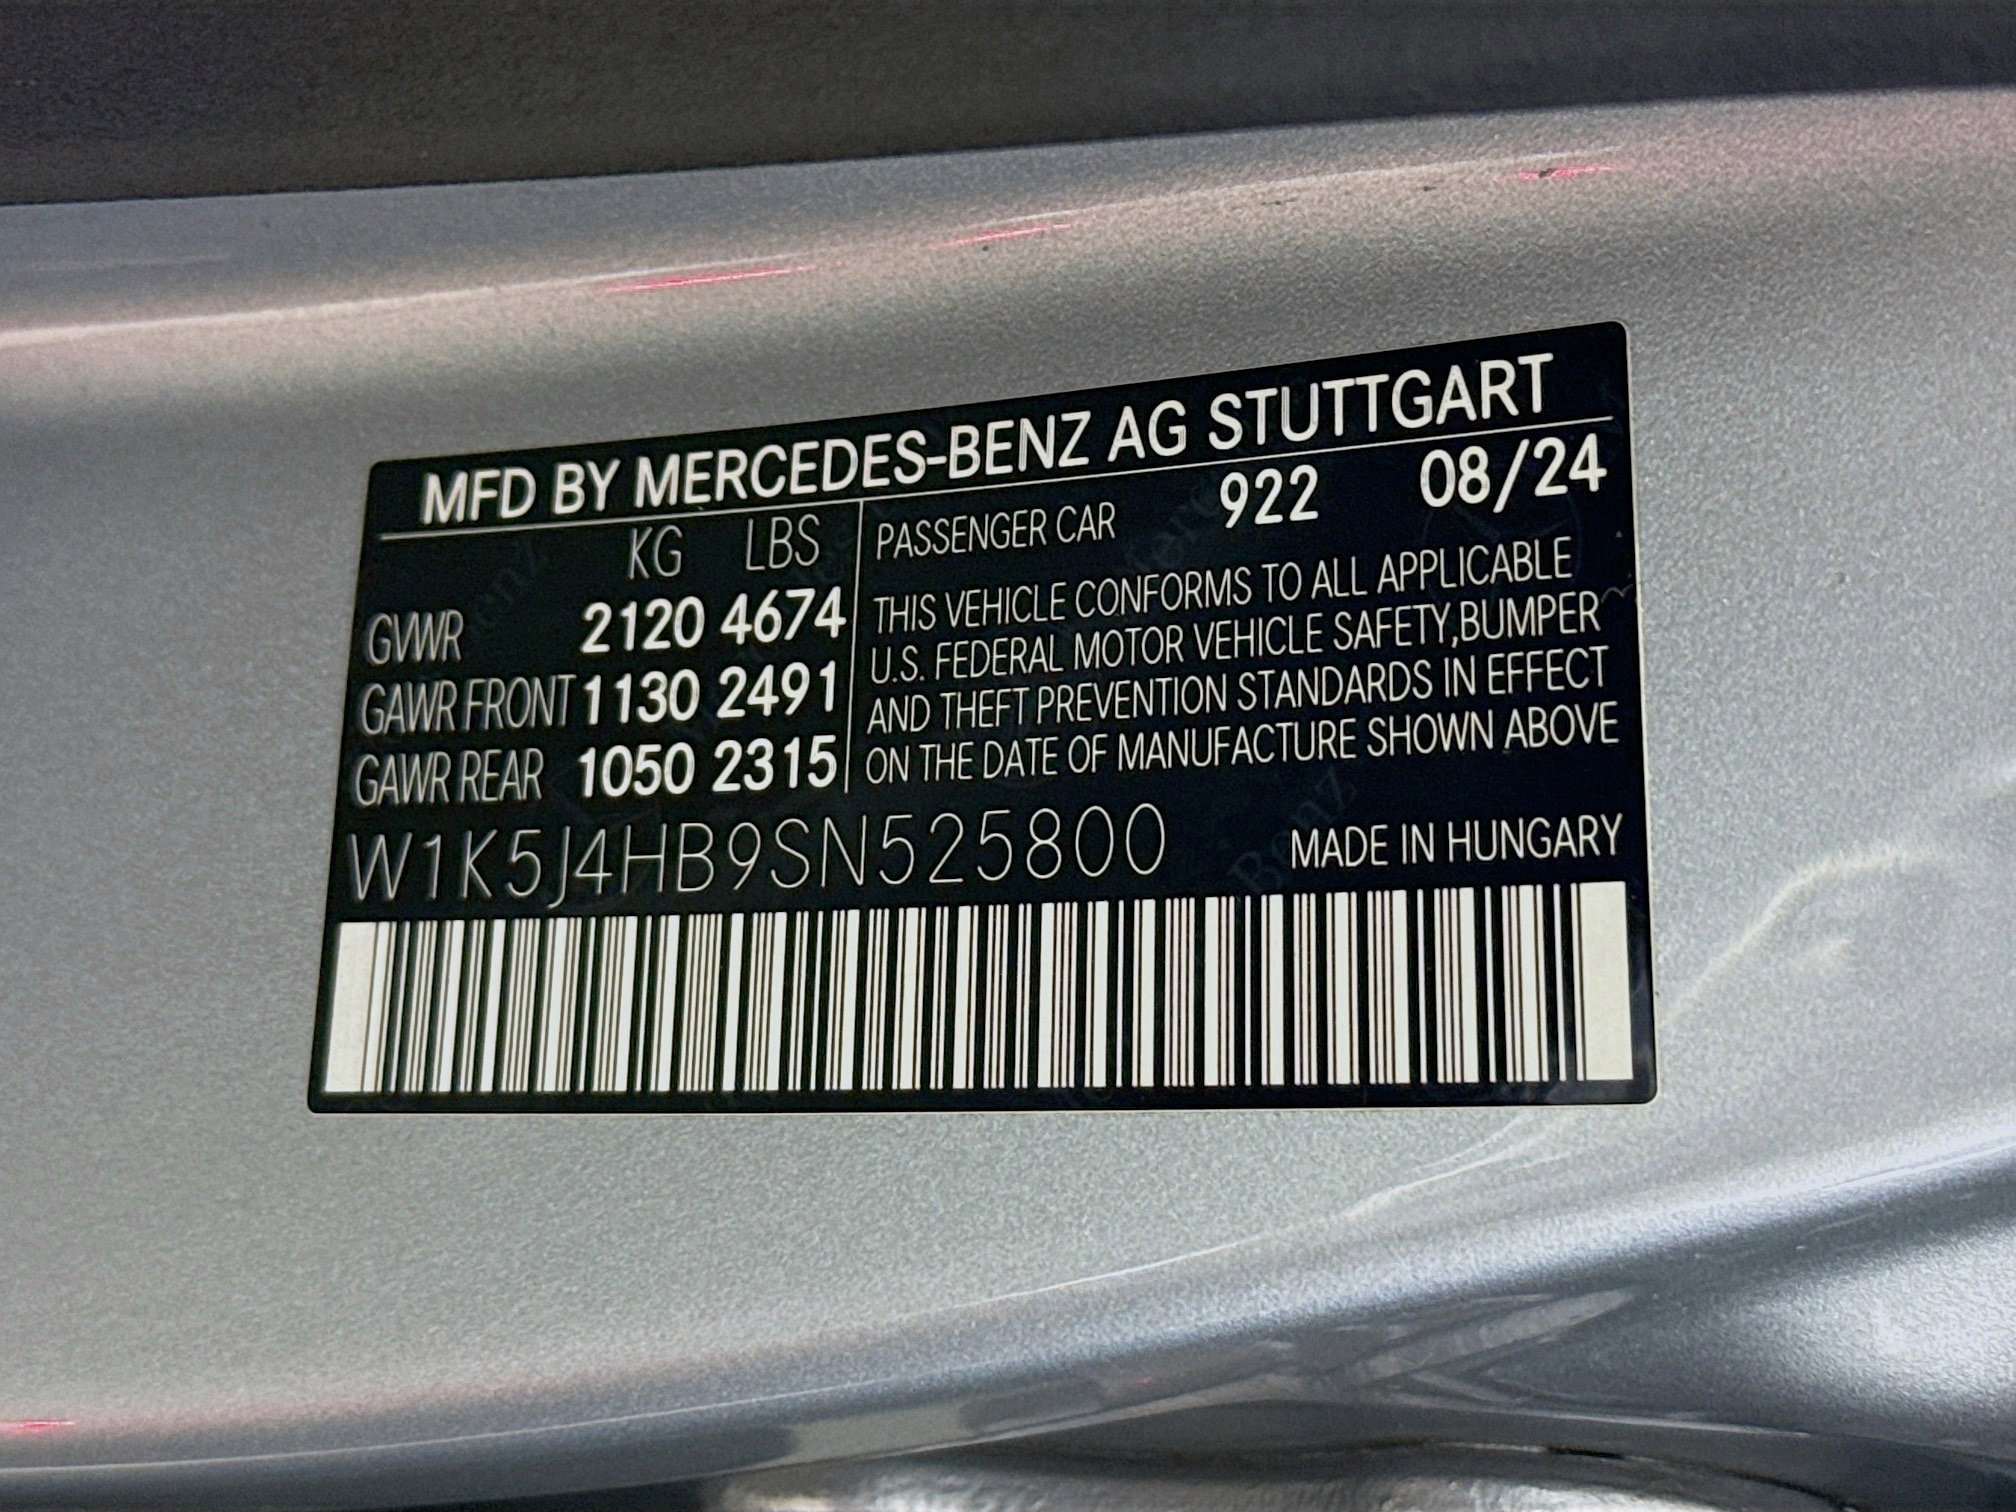 MFD BY MERCEDES-BENZ AG STUTTGART
KG LBS
GVWR 2120 4674
GAWR FRONT 1130 2491
GAWR REAR 1050 2315
PASSENGER CAR 922 08/24
THIS VEHICLE CONFORMS TO ALL APPLICABLE
U.S. FEDERAL MOTOR VEHICLE SAFETY,BUMPER
AND THEFT PREVENTION STANDARDS IN EFFECT
ON THE DATE OF MANUFACTURE SHOWN ABOVE
W1K5J4HB9SN525800 MADE IN HUNGARY